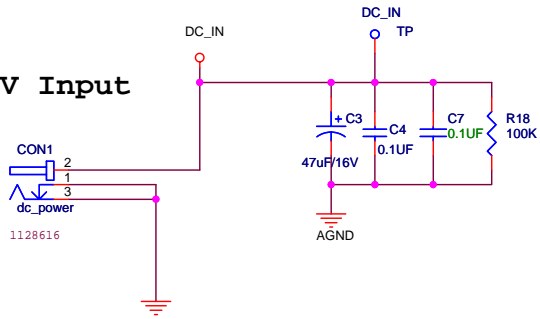 DC_IN
DC_IN
TP
V Input
+ C3
47uF/16V
C4
0.1UF
C7
0.1UF
R18
100K
CON1
2
1
3
dc_power
1128616
AGND